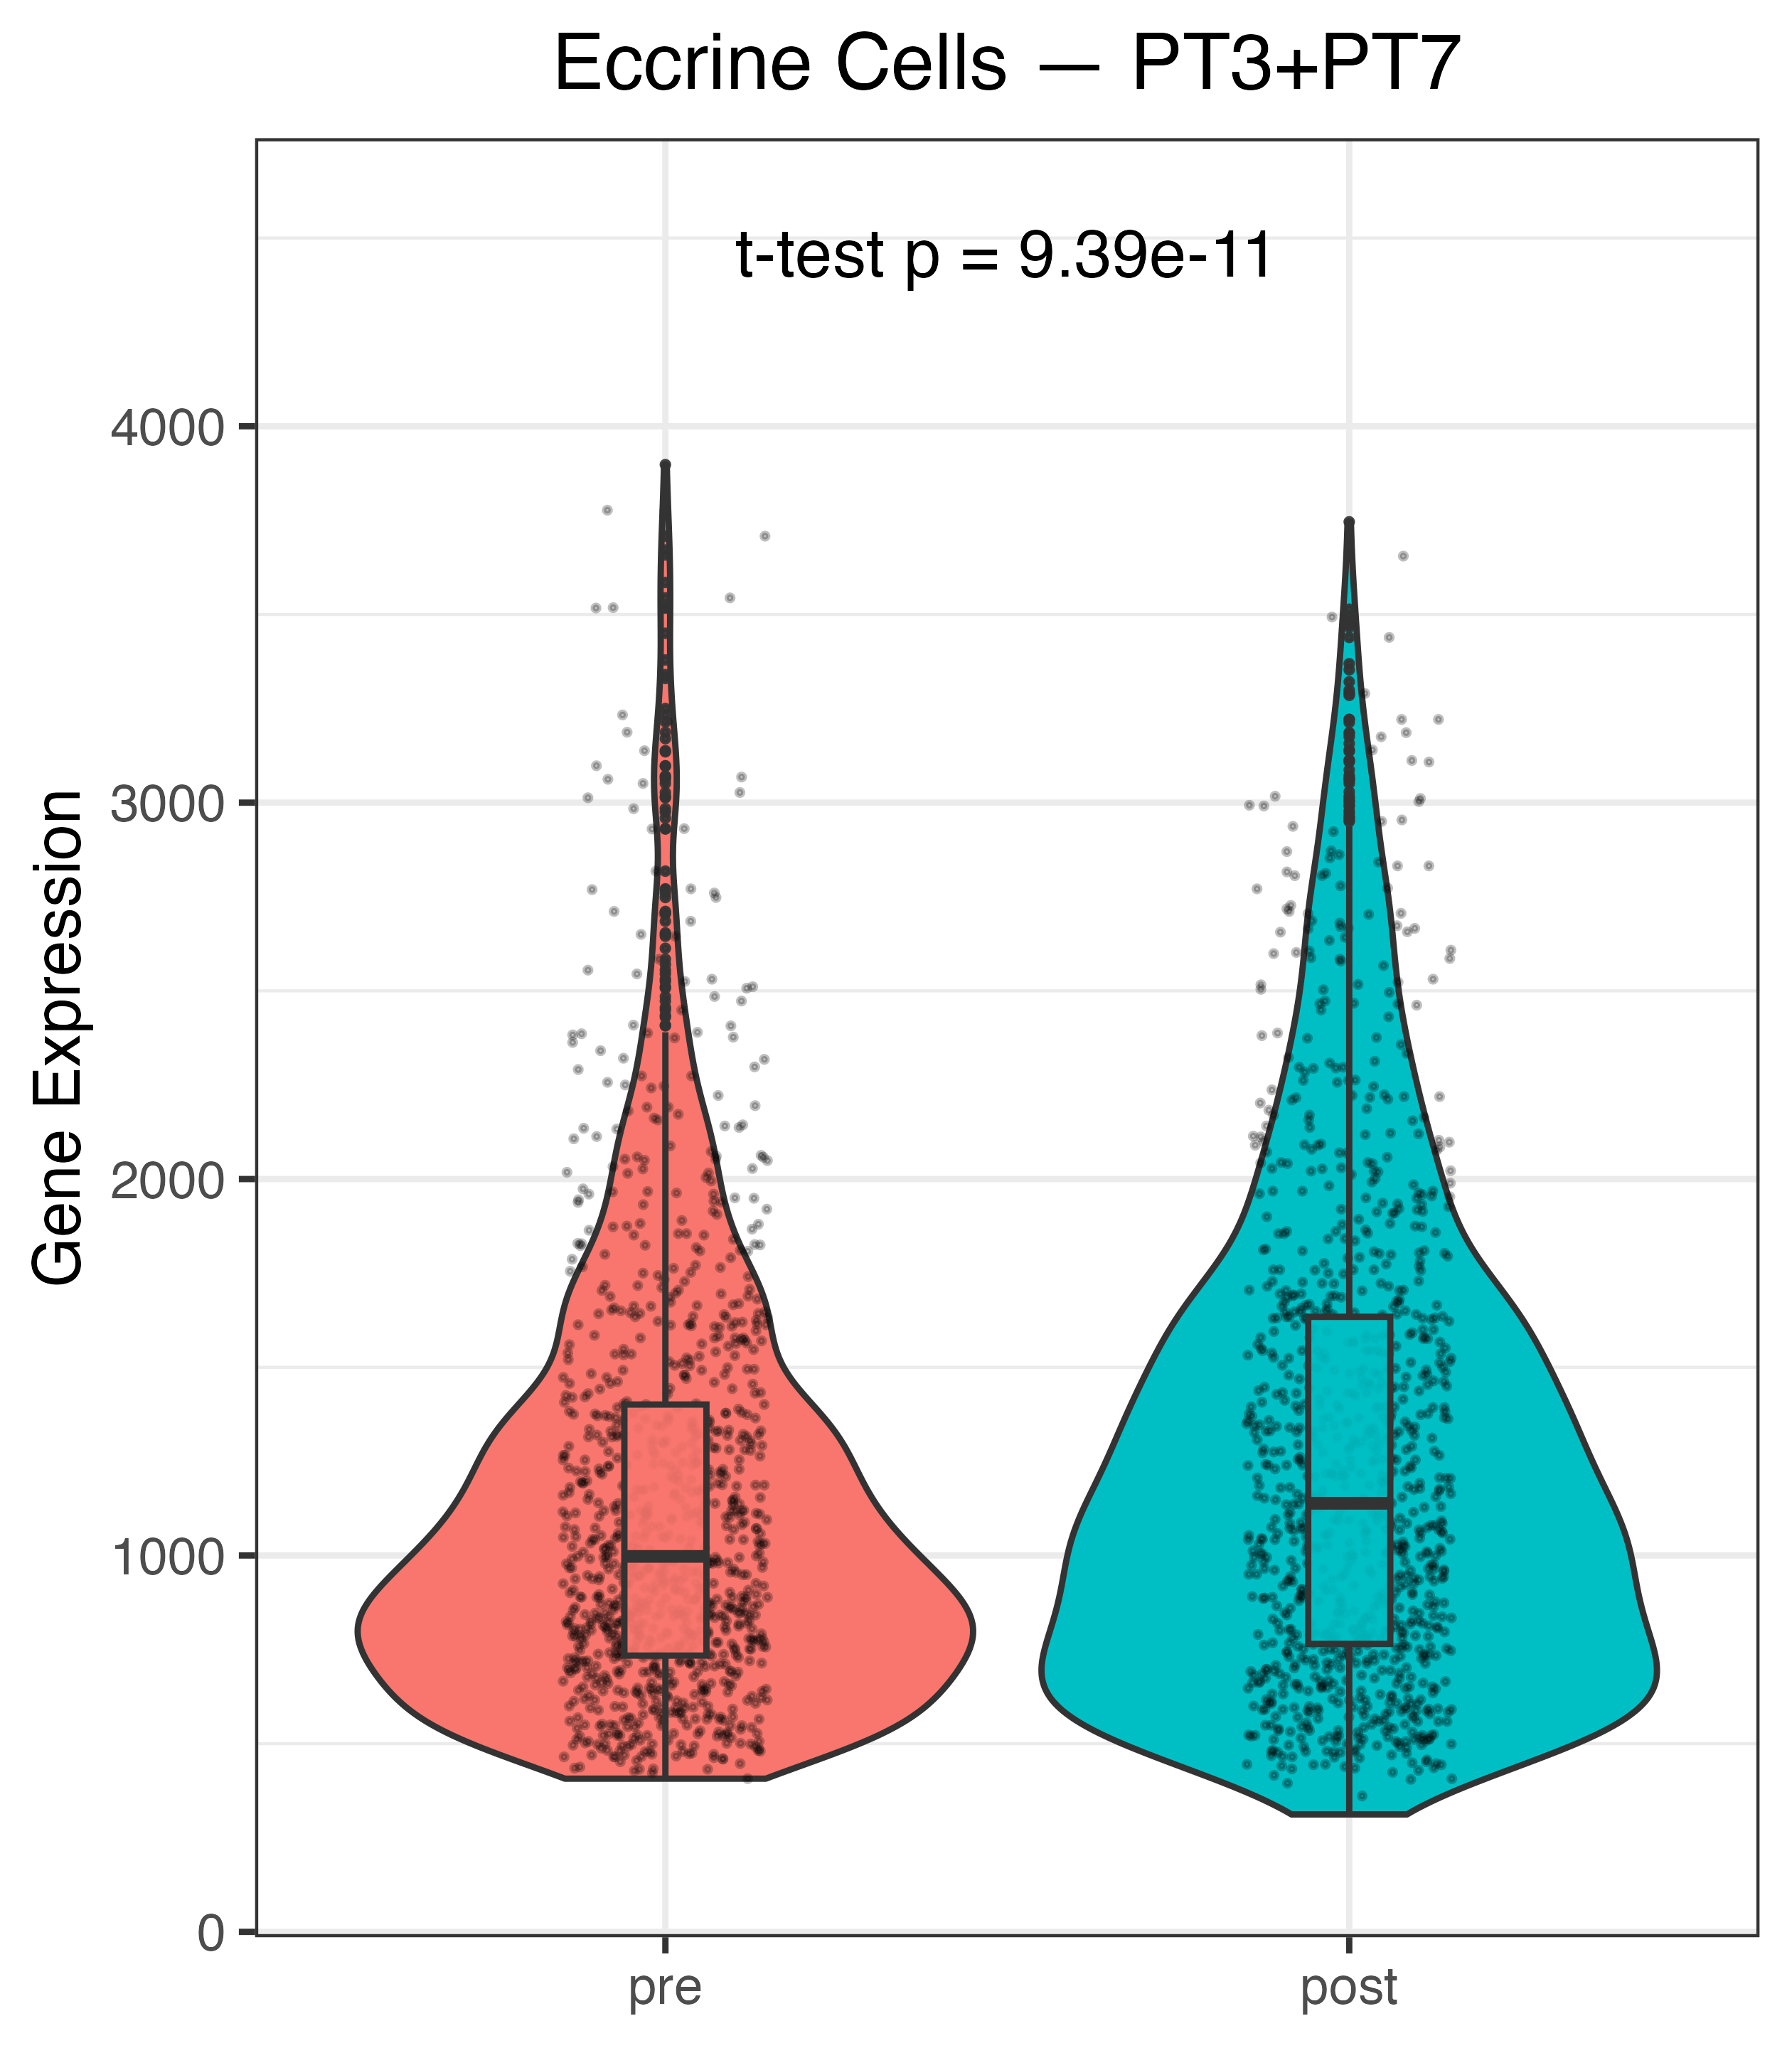 Eccrine Cells — PT3+PT7
t-test p = 9.39e-11
Gene Expression
4000
3000
2000
1000
0
pre
post